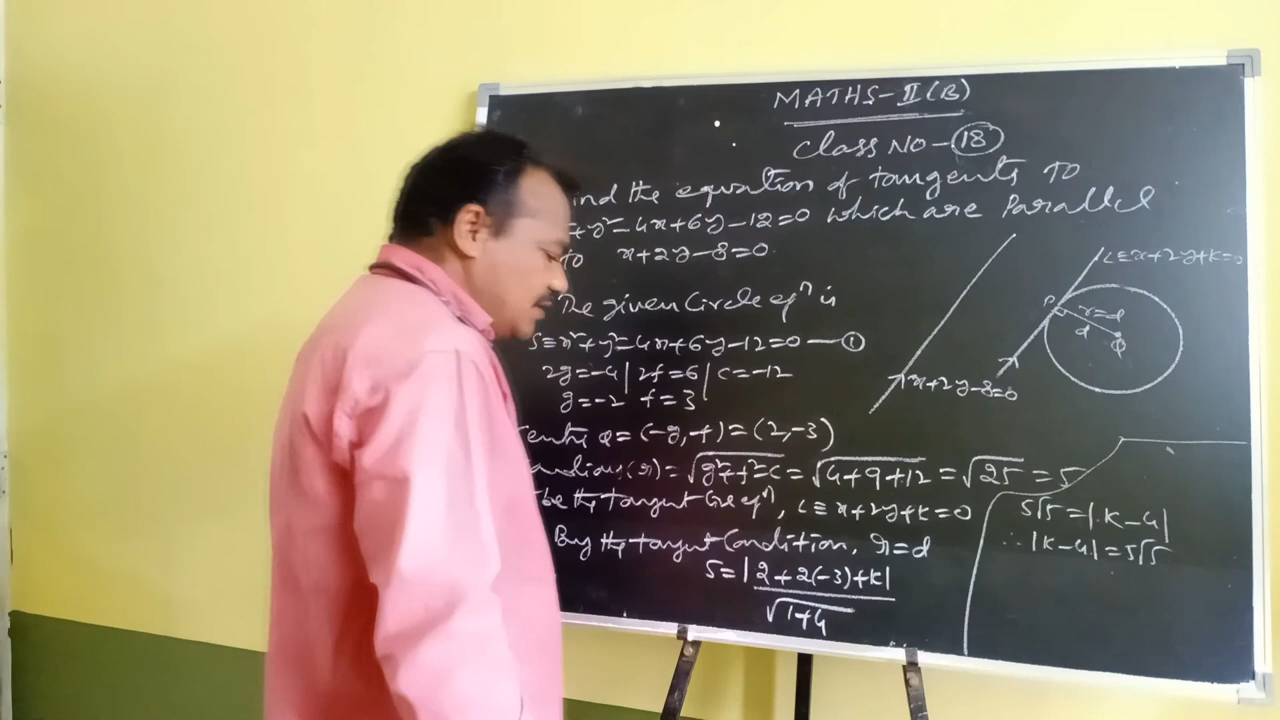 MATHS-II(B)
Class NO-18
ind the equation of tangents to
+y²-4x+6y-12=0 which are Parallel
to x+2y-8=0.
The given Circle eqⁿ is
S≡x²+y²-4x+6y-12=0 — ①
2g=-4 | 2f=6 | c=-12
g=-2 f=3
entre Q=(-g,-f)=(2,-3)
adius(r)=√g²+f²-c=√4+9+12=√25=5
be the tangent line eqⁿ, L≡x+2y+k=0
By the tangent Condition, r=d
5=|2+2(-3)+k|
√1+4
L≡x+2y+k=0
P
r=d
d
Q
x+2y-8=0
5√5=|k-4|
∴|k-4|=5√5